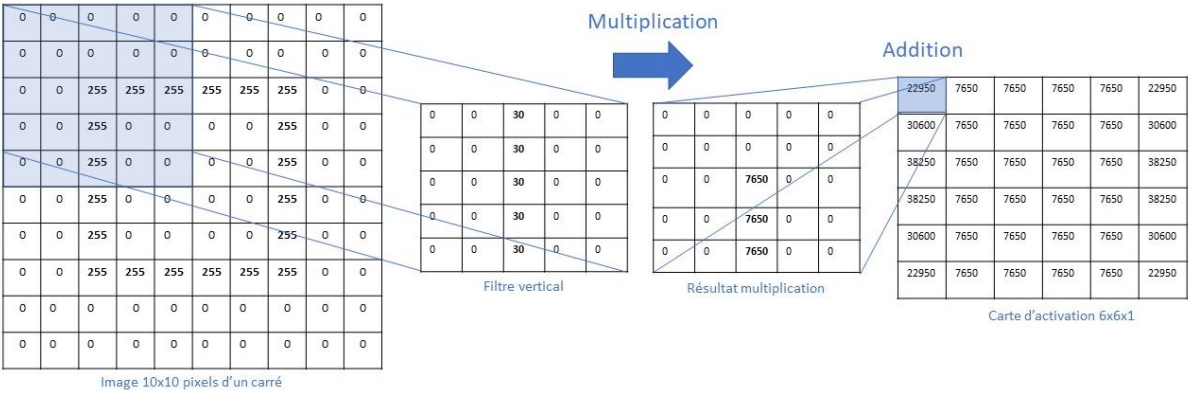 Multiplication
Addition
0 0 0 0 0 0 0 0 0 0
0 0 0 0 0 0 0 0 0 0
0 0 255 255 255 255 255 255 0 0
0 0 255 0 0 0 0 255 0 0
0 0 255 0 0 0 0 255 0 0
0 0 255 0 0 0 0 255 0 0
0 0 255 0 0 0 0 255 0 0
0 0 255 255 255 255 255 255 0 0
0 0 0 0 0 0 0 0 0 0
0 0 0 0 0 0 0 0 0 0
Image 10x10 pixels d'un carré
0 0 30 0 0
0 0 30 0 0
0 0 30 0 0
0 0 30 0 0
0 0 30 0 0
Filtre vertical
0 0 0 0 0
0 0 0 0 0
0 0 7650 0 0
0 0 7650 0 0
0 0 7650 0 0
Résultat multiplication
22950 7650 7650 7650 7650 22950
30600 7650 7650 7650 7650 30600
38250 7650 7650 7650 7650 38250
38250 7650 7650 7650 7650 38250
30600 7650 7650 7650 7650 30600
22950 7650 7650 7650 7650 22950
Carte d'activation 6x6x1